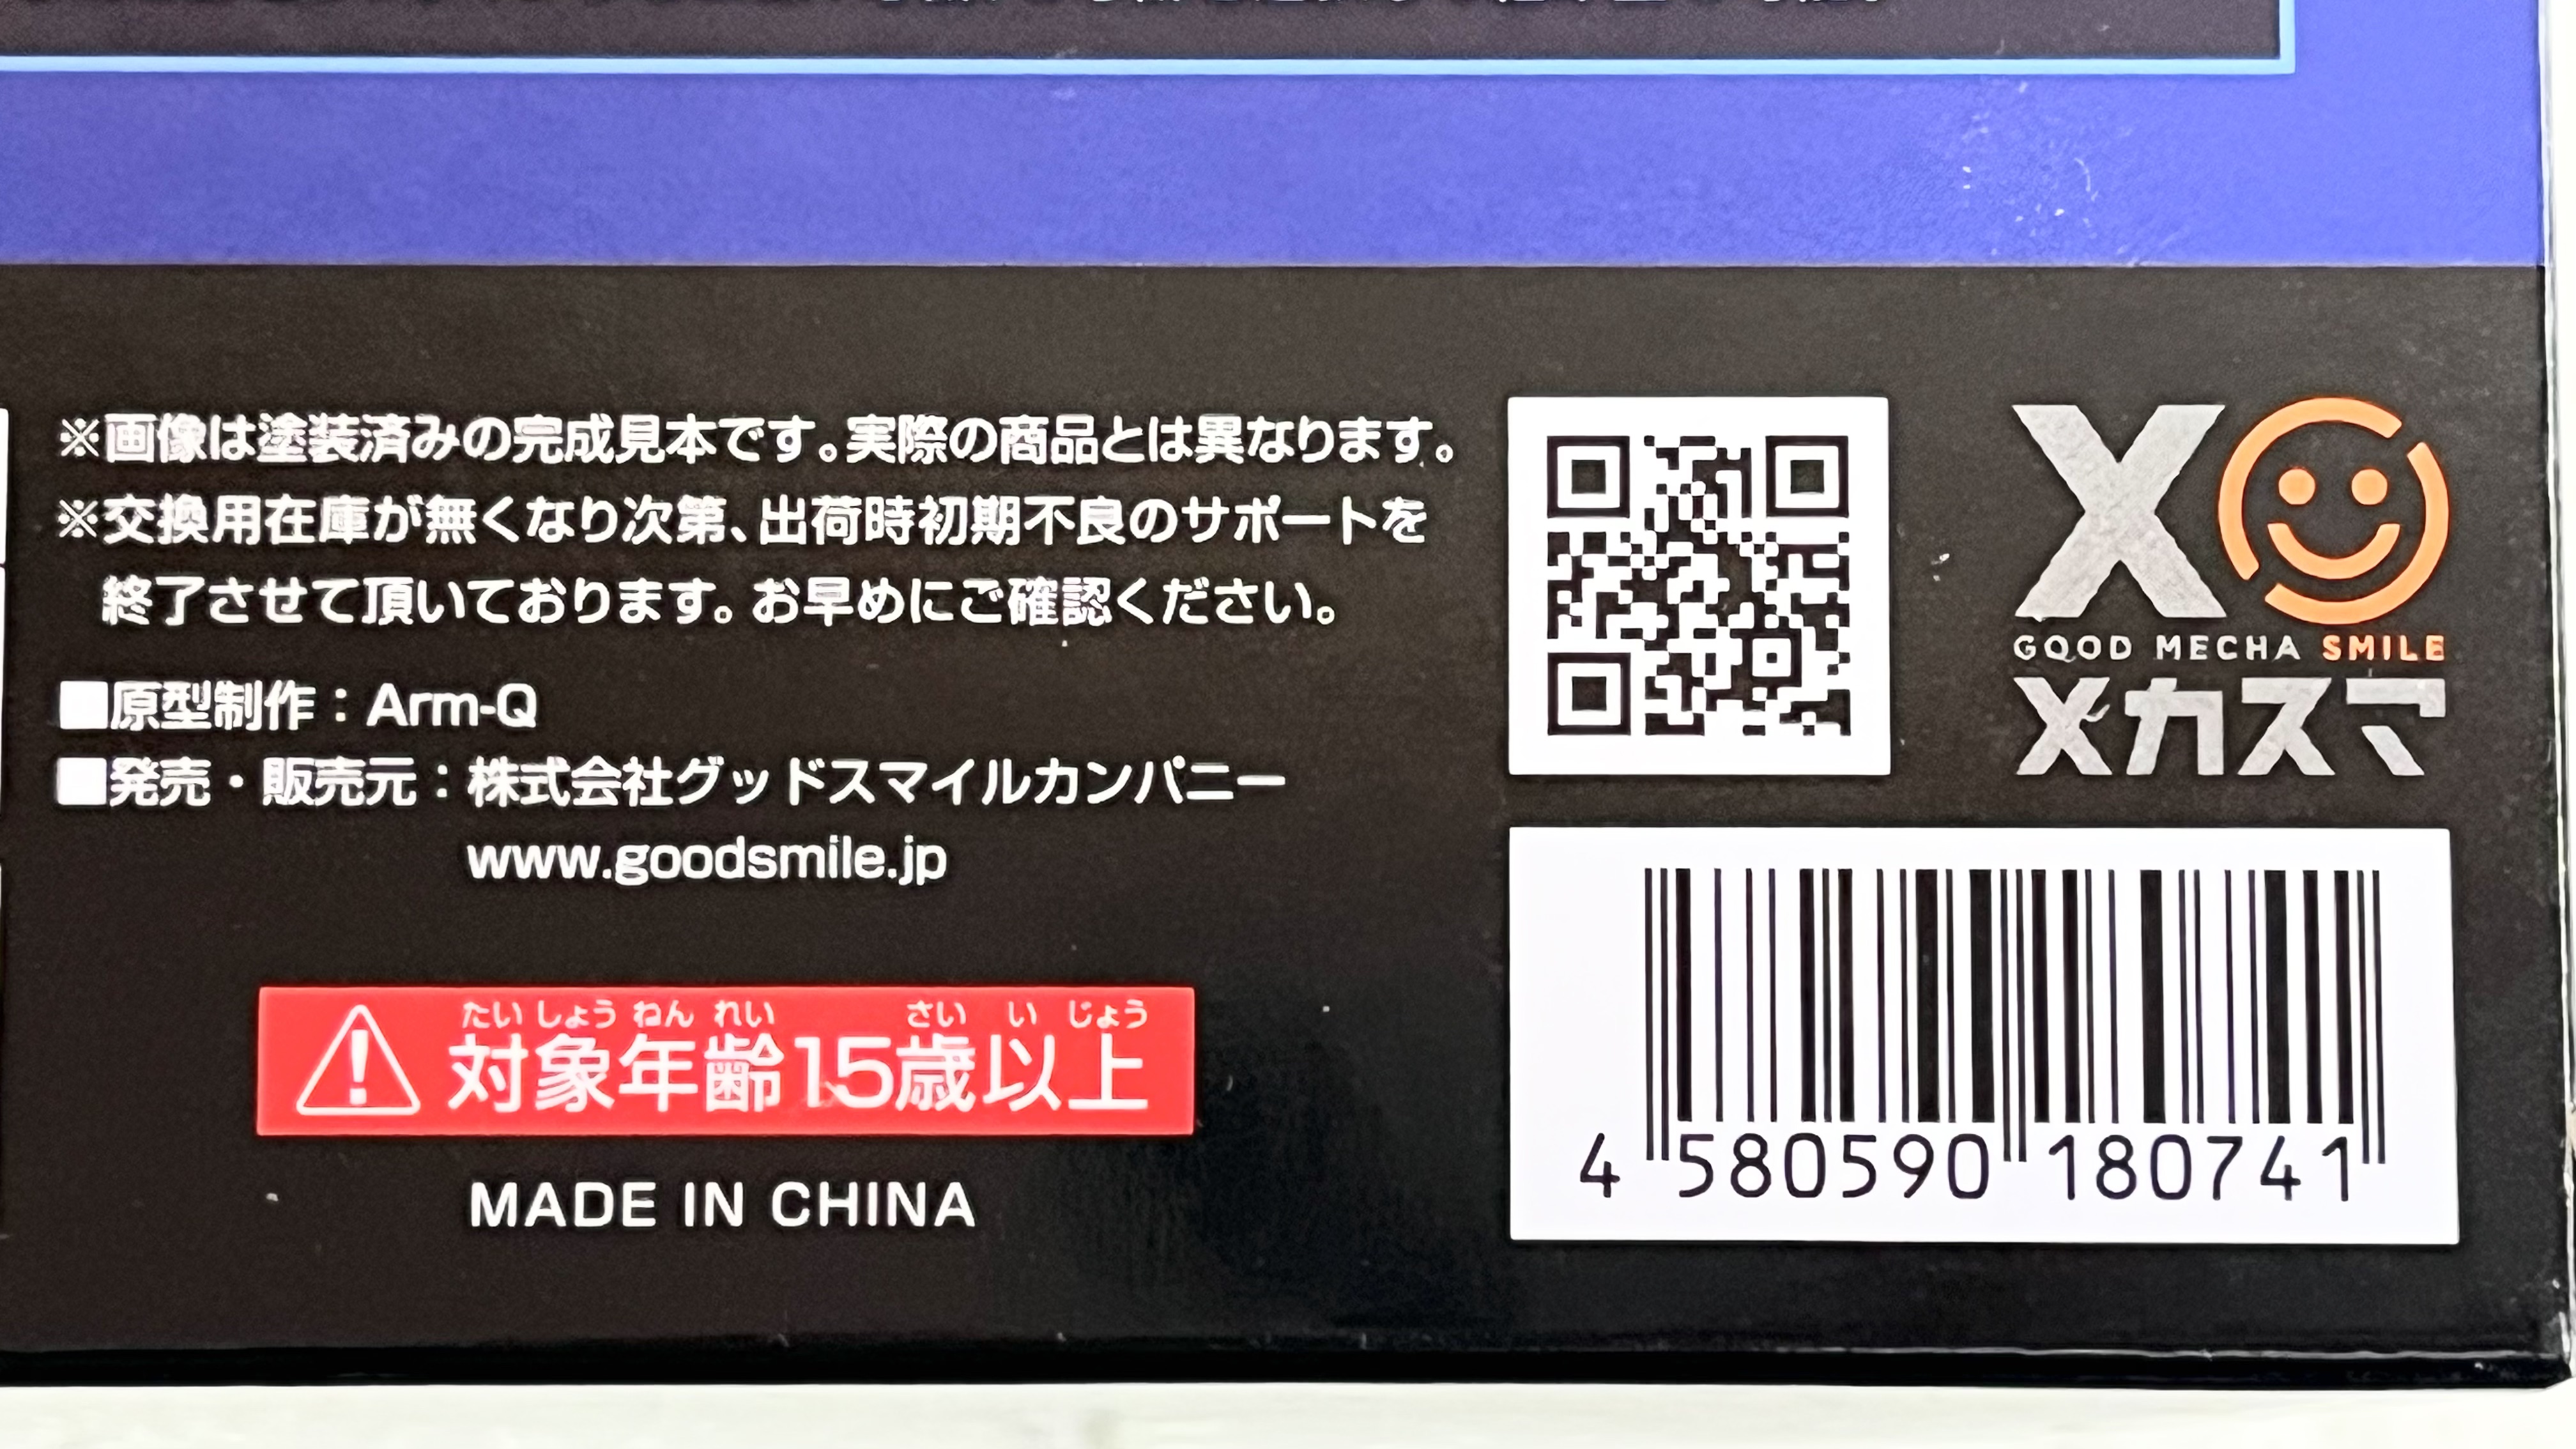 ※画像は塗装済みの完成見本です。実際の商品とは異なります。
※交換用在庫が無くなり次第、出荷時初期不良のサポートを
終了させて頂いております。お早めにご確認ください。
■原型制作：Arm-Q
■発売・販売元：株式会社グッドスマイルカンパニー
www.goodsmile.jp
たいしょうねんれい さいいじょう
対象年齢15歳以上
MADE IN CHINA
GOOD MECHA SMILE
メカスマ
4 580590 180741